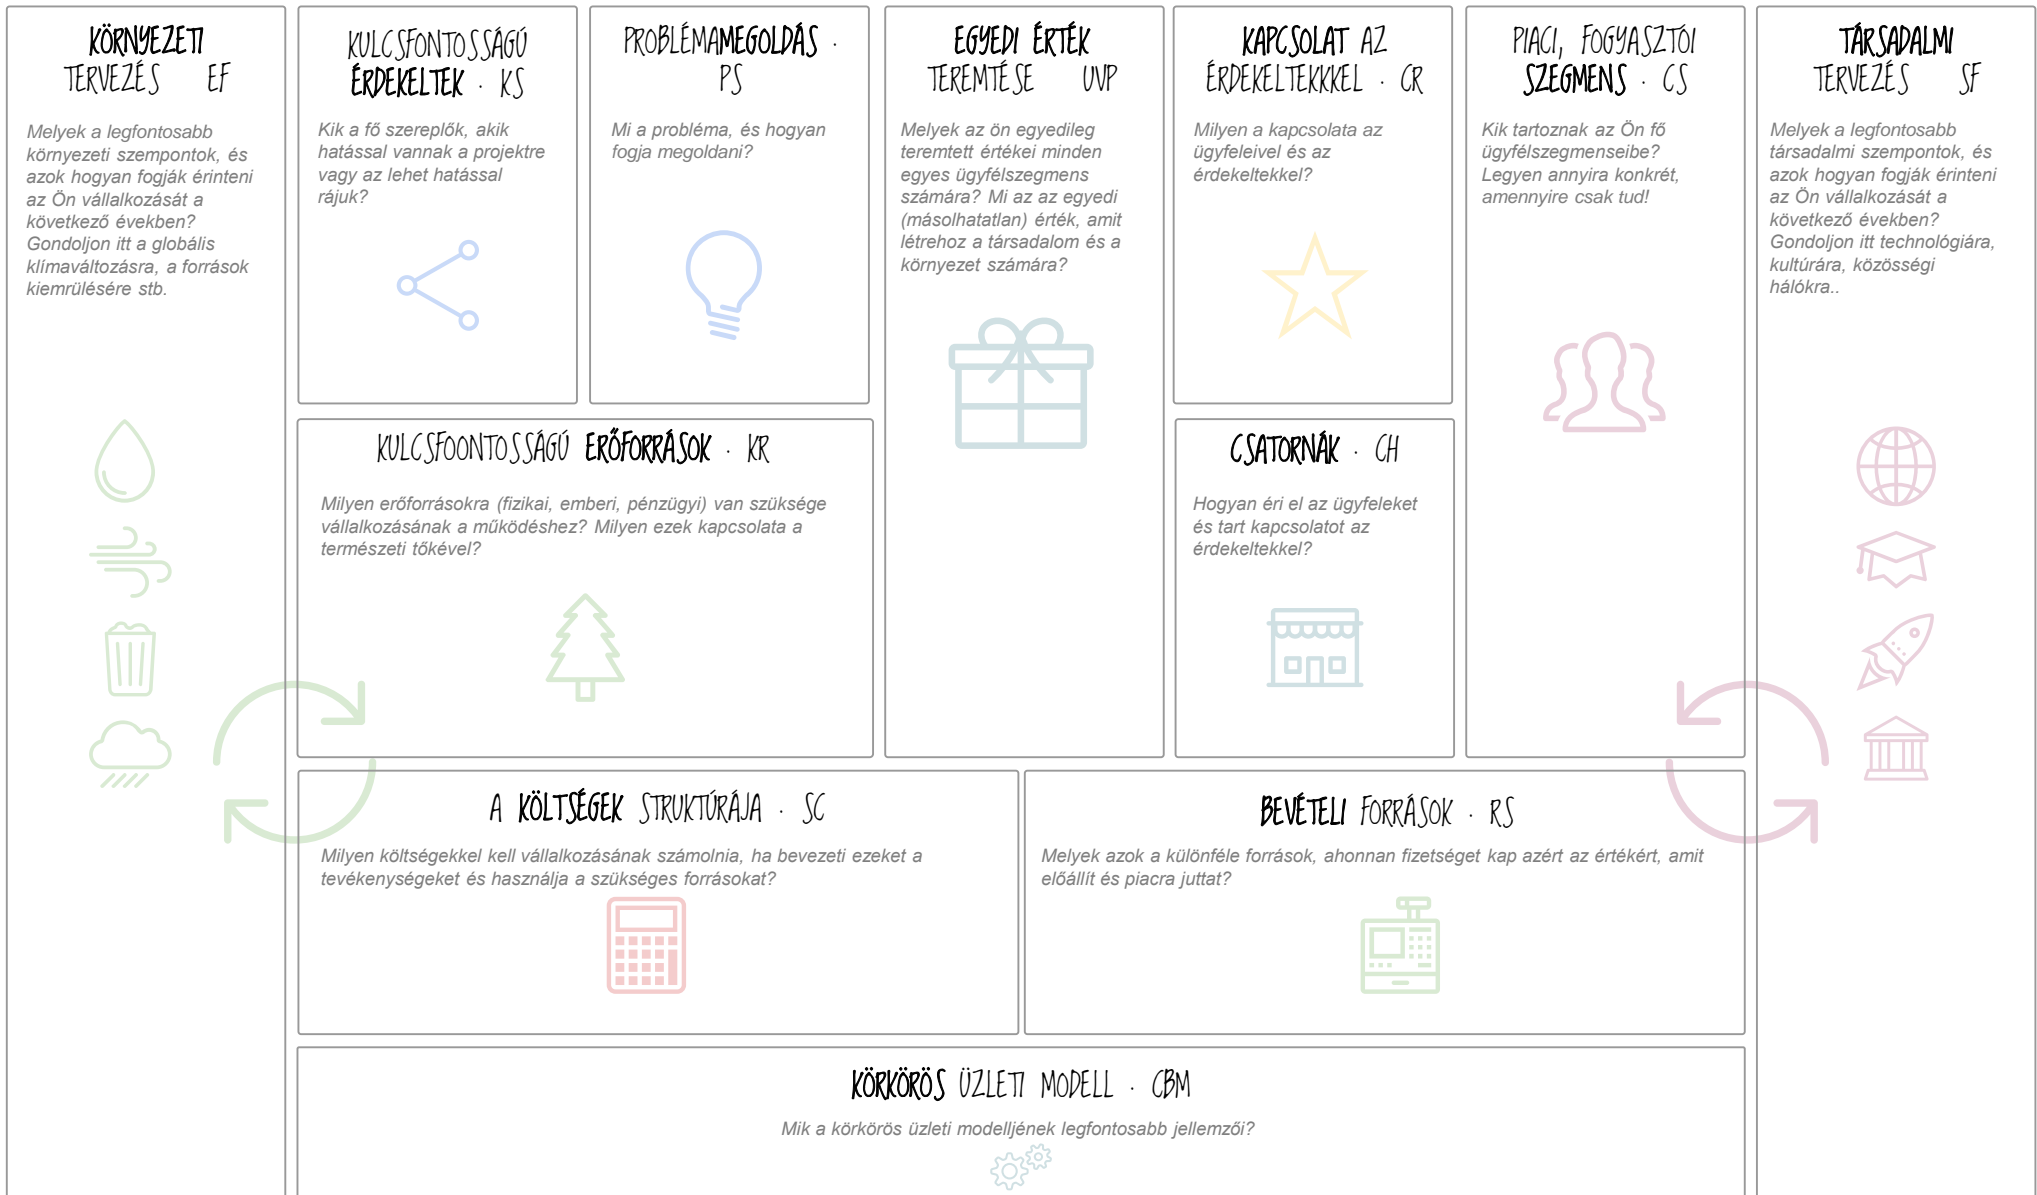 KÖRNYEZETI
TERVEZÉS EF
Melyek a legfontosabb
környezeti szempontok, és
azok hogyan fogják érinteni
az Ön vállalkozását a
következő években?
Gondoljon itt a globális
klímaváltozásra, a források
kiemrülésére stb.
KULCSFONTOSSÁGÚ
ÉRDEKELTEK · KS
Kik a fő szereplők, akik
hatással vannak a projektre
vagy az lehet hatással
rájuk?
PROBLÉMAMEGOLDÁS ·
PS
Mi a probléma, és hogyan
fogja megoldani?
EGYEDI ÉRTÉK
TEREMTÉSE UVP
Melyek az ön egyedileg
teremtett értékei minden
egyes ügyfélszegmens
számára? Mi az az egyedi
(másolhatatlan) érték, amit
létrehoz a társadalom és a
környezet számára?
KAPCSOLAT AZ
ÉRDEKELTEKKKEL · CR
Milyen a kapcsolata az
ügyfeleivel és az
érdekeltekkel?
PIACI, FOGYASZTÓI
SZEGMENS · CS
Kik tartoznak az Ön fő
ügyfélszegmenseibe?
Legyen annyira konkrét,
amennyire csak tud!
TÁRSADALMI
TERVEZÉS SF
Melyek a legfontosabb
társadalmi szempontok, és
azok hogyan fogják érinteni
az Ön vállalkozását a
következő években?
Gondoljon itt technológiára,
kultúrára, közösségi
hálókra..
KULCSFOONTOSSÁGÚ ERŐFORRÁSOK · KR
Milyen erőforrásokra (fizikai, emberi, pénzügyi) van szüksége
vállalkozásának a működéshez? Milyen ezek kapcsolata a
természeti tőkével?
CSATORNÁK · CH
Hogyan éri el az ügyfeleket
és tart kapcsolatot az
érdekeltekkel?
A KÖLTSÉGEK STRUKTÚRÁJA · SC
Milyen költségekkel kell vállalkozásának számolnia, ha bevezeti ezeket a
tevékenységeket és használja a szükséges forrásokat?
BEVÉTELI FORRÁSOK · RS
Melyek azok a különféle források, ahonnan fizetséget kap azért az értékért, amit
előállít és piacra juttat?
KÖRKÖRÖS ÜZLETI MODELL · CBM
Mik a körkörös üzleti modelljének legfontosabb jellemzői?